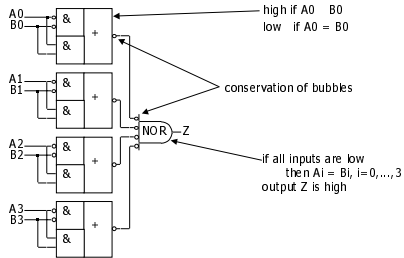 A0
B0
&
&
+
high if A0 B0
low if A0 = B0
A1
B1
&
&
+
conservation of bubbles
NOR
Z
A2
B2
&
&
+
if all inputs are low
then Ai = Bi, i=0,...,3
output Z is high
A3
B3
&
&
+